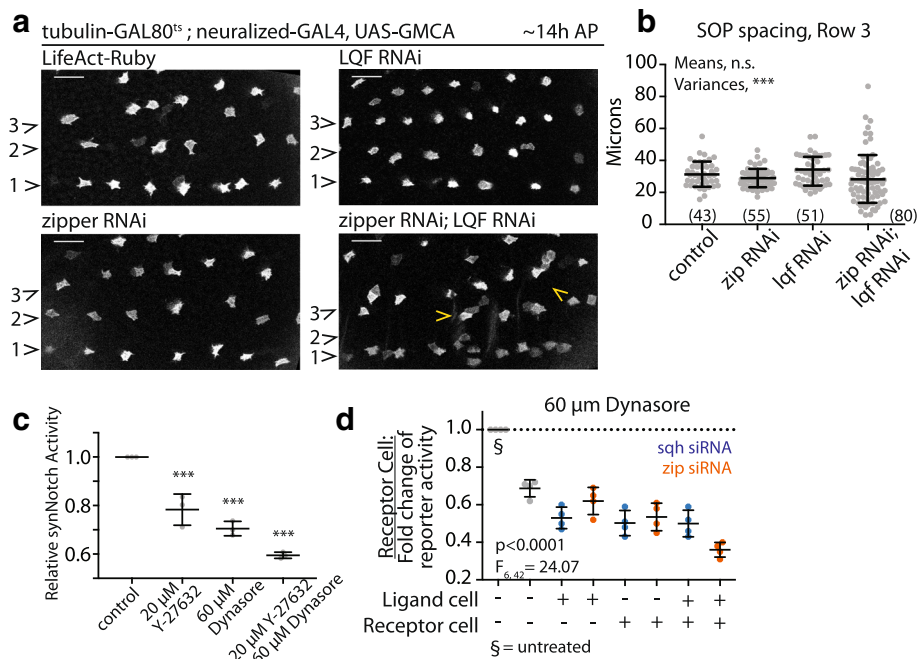 a
tubulin-GAL80ts ; neuralized-GAL4, UAS-GMCA ~14h AP
LifeAct-Ruby
LQF RNAi
3 >
2 >
1 >
3 >
2 >
1 >
zipper RNAi
zipper RNAi; LQF RNAi
3 >
2 >
1 >
3 >
2 >
1 >
b
SOP spacing, Row 3
Means, n.s.
Variances, ***
Microns
100
80
60
40
20
0
(43)
(55)
(51)
(80)
control
zip RNAi
lqf RNAi
zip RNAi;
lqf RNAi
c
Relative synNotch Activity
1.0
0.8
0.6
***
***
***
control
20 µM
Y-27632
60 µM
Dynasore
20 µM Y-27632
60 µM Dynasore
d
60 µm Dynasore
Receptor Cell:
Fold change of
reporter activity
1.0
0.8
0.6
0.4
0.2
§
sqh siRNA
zip siRNA
p<0.0001
F6, 42 = 24.07
Ligand cell - - + + - - + +
Receptor cell - - - - + + + +
§ = untreated